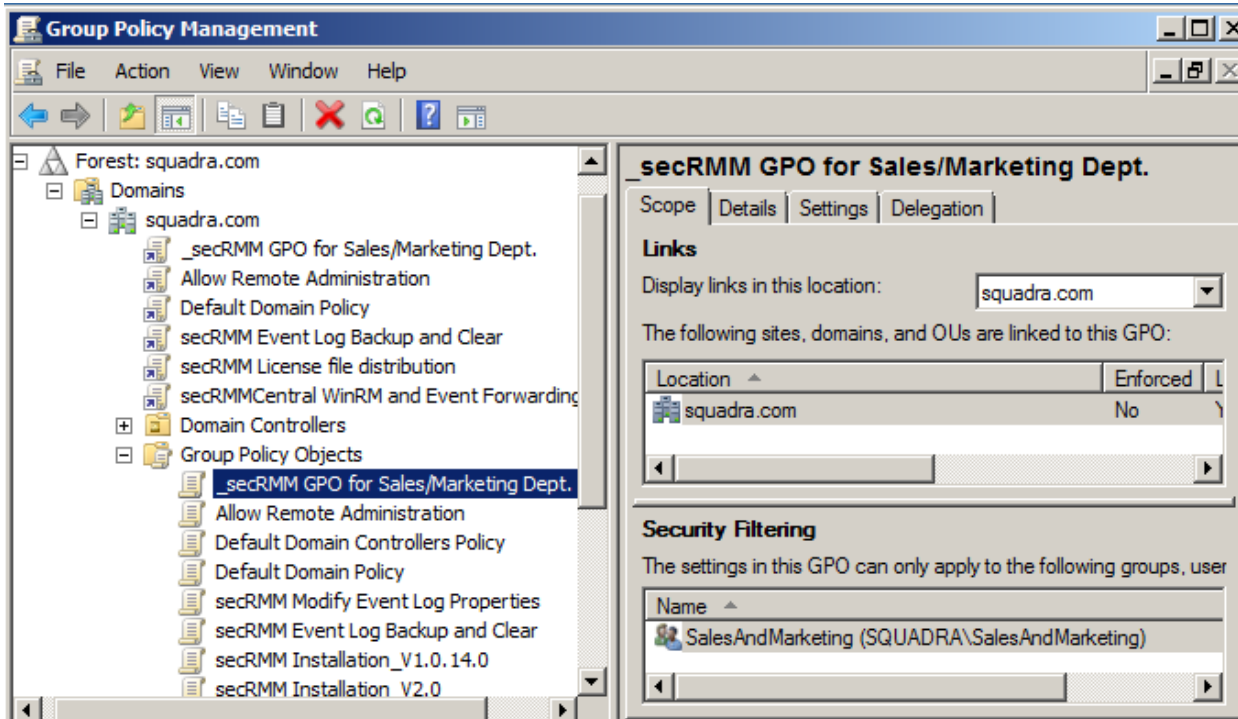 Group Policy Management
File Action View Window Help
Forest: squadra.com
Domains
squadra.com
_secRMM GPO for Sales/Marketing Dept.
Allow Remote Administration
Default Domain Policy
secRMM Event Log Backup and Clear
secRMM License file distribution
secRMMCentral WinRM and Event Forwarding
Domain Controllers
Group Policy Objects
_secRMM GPO for Sales/Marketing Dept.
Allow Remote Administration
Default Domain Controllers Policy
Default Domain Policy
secRMM Modify Event Log Properties
secRMM Event Log Backup and Clear
secRMM Installation_V1.0.14.0
secRMM Installation_V2.0
_secRMM GPO for Sales/Marketing Dept.
Scope Details Settings Delegation
Links
Display links in this location: squadra.com
The following sites, domains, and OUs are linked to this GPO:
Location Enforced L
squadra.com No Y
Security Filtering
The settings in this GPO can only apply to the following groups, user
Name
SalesAndMarketing (SQUADRA\SalesAndMarketing)